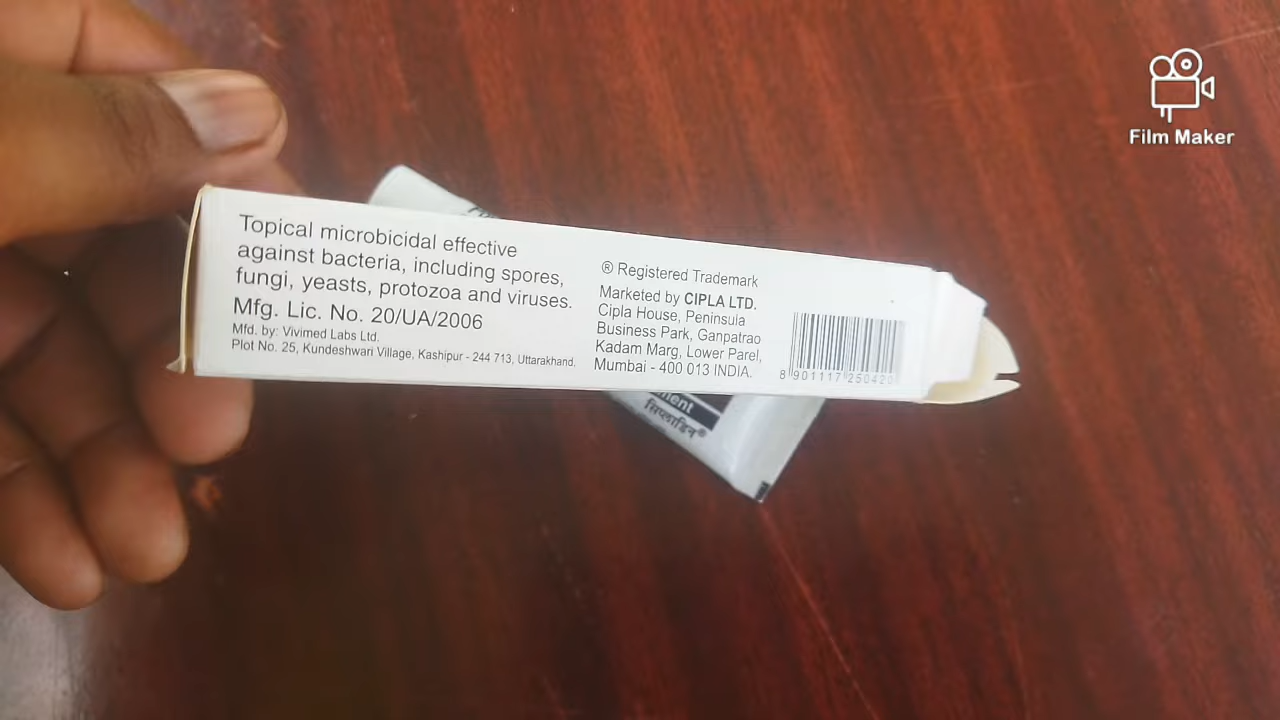 Film Maker
Topical microbicidal effective
against bacteria, including spores,
fungi, yeasts, protozoa and viruses.
Mfg. Lic. No. 20/UA/2006
Mfd. by: Vivimed Labs Ltd.
Plot No. 25, Kundeshwari Village, Kashipur - 244 713, Uttarakhand.
® Registered Trademark
Marketed by CIPLA LTD.
Cipla House, Peninsula
Business Park, Ganpatrao
Kadam Marg, Lower Parel,
Mumbai - 400 013 INDIA.
8 901117 250420
ment
सिप्लाडिन®